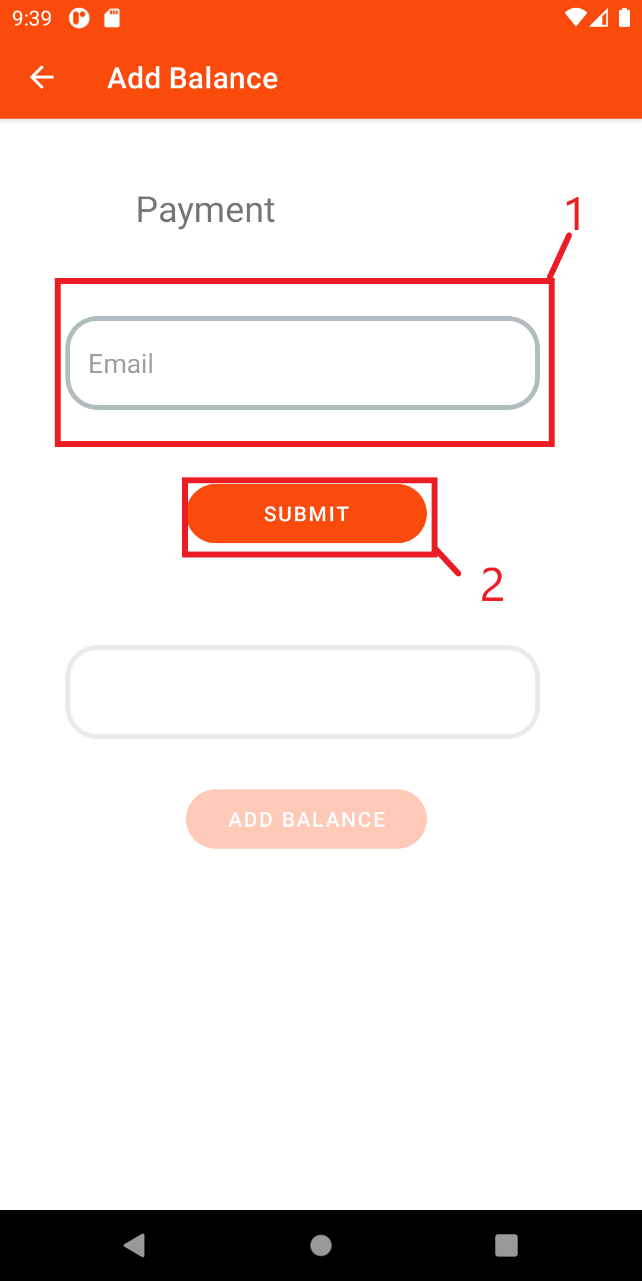 9:39
Add Balance
Payment
1
Email
SUBMIT
2
ADD BALANCE